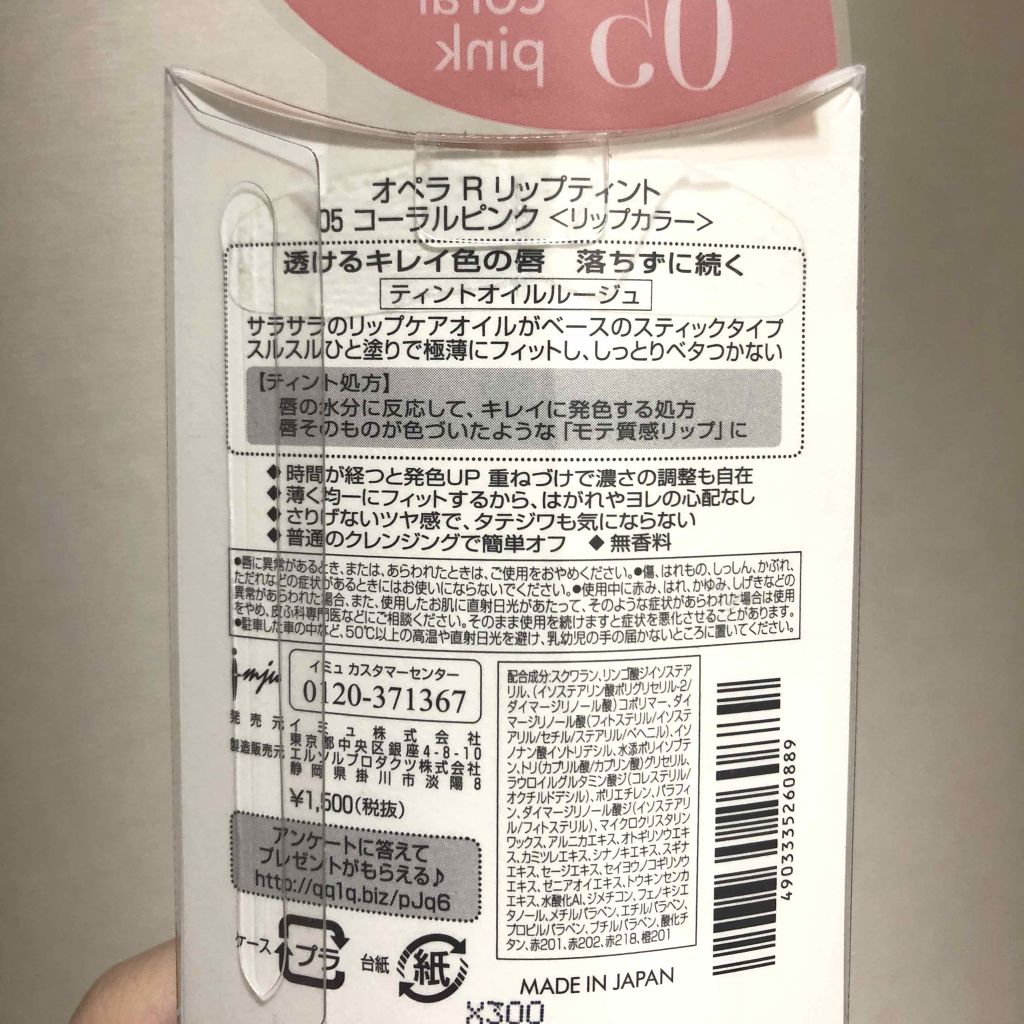 05 coral
pink
オペラ R リップティント
05 コーラルピンク <リップカラー>
透けるキレイ色の唇 落ちずに続く
ティントオイルルージュ
サラサラのリップケアオイルがベースのスティックタイプ
スルスルひと塗りで極薄にフィットし、しっとりベタつかない
【ティント処方】
唇の水分に反応して、キレイに発色する処方
唇そのものが色づいたような「モテ質感リップ」に
◆時間が経つと発色UP 重ねづけで濃さの調整も自在
◆薄く均一にフィットするから、はがれやヨレの心配なし
◆さりげないツヤ感で、タテジワも気にならない
◆普通のクレンジングで簡単オフ ◆無香料
●唇に異常があるとき、または、あらわれたときは、ご使用をおやめください。●傷、はれもの、しっしん、かぶれ、
ただれなどの症状があるときにはお使いにならないでください。●使用中に赤み、はれ、かゆみ、しげきなどの
異常があらわれた場合、また、使用したお肌に直射日光があたって、そのような症状があらわれた場合は使用
をやめ、皮ふ科専門医などにご相談ください。そのまま使用を続けますと症状を悪化させることがあります。
●駐車した車の中など、50℃以上の高温や直射日光を避け、乳幼児の手の届かないところに置いてください。
imju
イミュ カスタマーセンター
0120-371367
発売元 イミュ株式会社
東京都中央区銀座4-8-10
製造販売元 エルソルプロダクツ株式会社
静岡県掛川市淡陽8
¥1,500(税抜)
アンケートに答えて
プレゼントがもらえる♪
http://qq1q.biz/pJq6
ケース プラ
台紙 紙
配合成分:スクワラン、リンゴ酸ジイソステア
リル、(イソステアリン酸ポリグリセリル-2/
ダイマージリノール酸)コポリマー、ダイ
マージリノール酸(フィトステリル/イソステ
アリル/セチル/ステアリル/ベヘニル)、イソ
ノナン酸イソトリデシル、水添ポリイソブテ
ン、トリ(カプリル酸/カプリン酸)グリセリル、
ラウロイルグルタミン酸ジ(コレステリル/
オクチルドデシル)、ポリエチレン、パラフィ
ン、ダイマージリノール酸ジ(イソステアリ
ル/フィトステリル)、マイクロクリスタリン
ワックス、アルニカエキス、オトギリソウエキ
ス、カミツレエキス、シナノキエキス、スギナ
エキス、セージエキス、セイヨウノコギリソウ
エキス、ゼニアオイエキス、トウキンセンカ
エキス、水酸化Al、ジメチコン、フェノキシエ
タノール、メチルパラベン、エチルパラベン、
プロピルパラベン、ブチルパラベン、酸化チ
タン、赤201、赤202、赤218、橙201
4903335260889
MADE IN JAPAN
X300